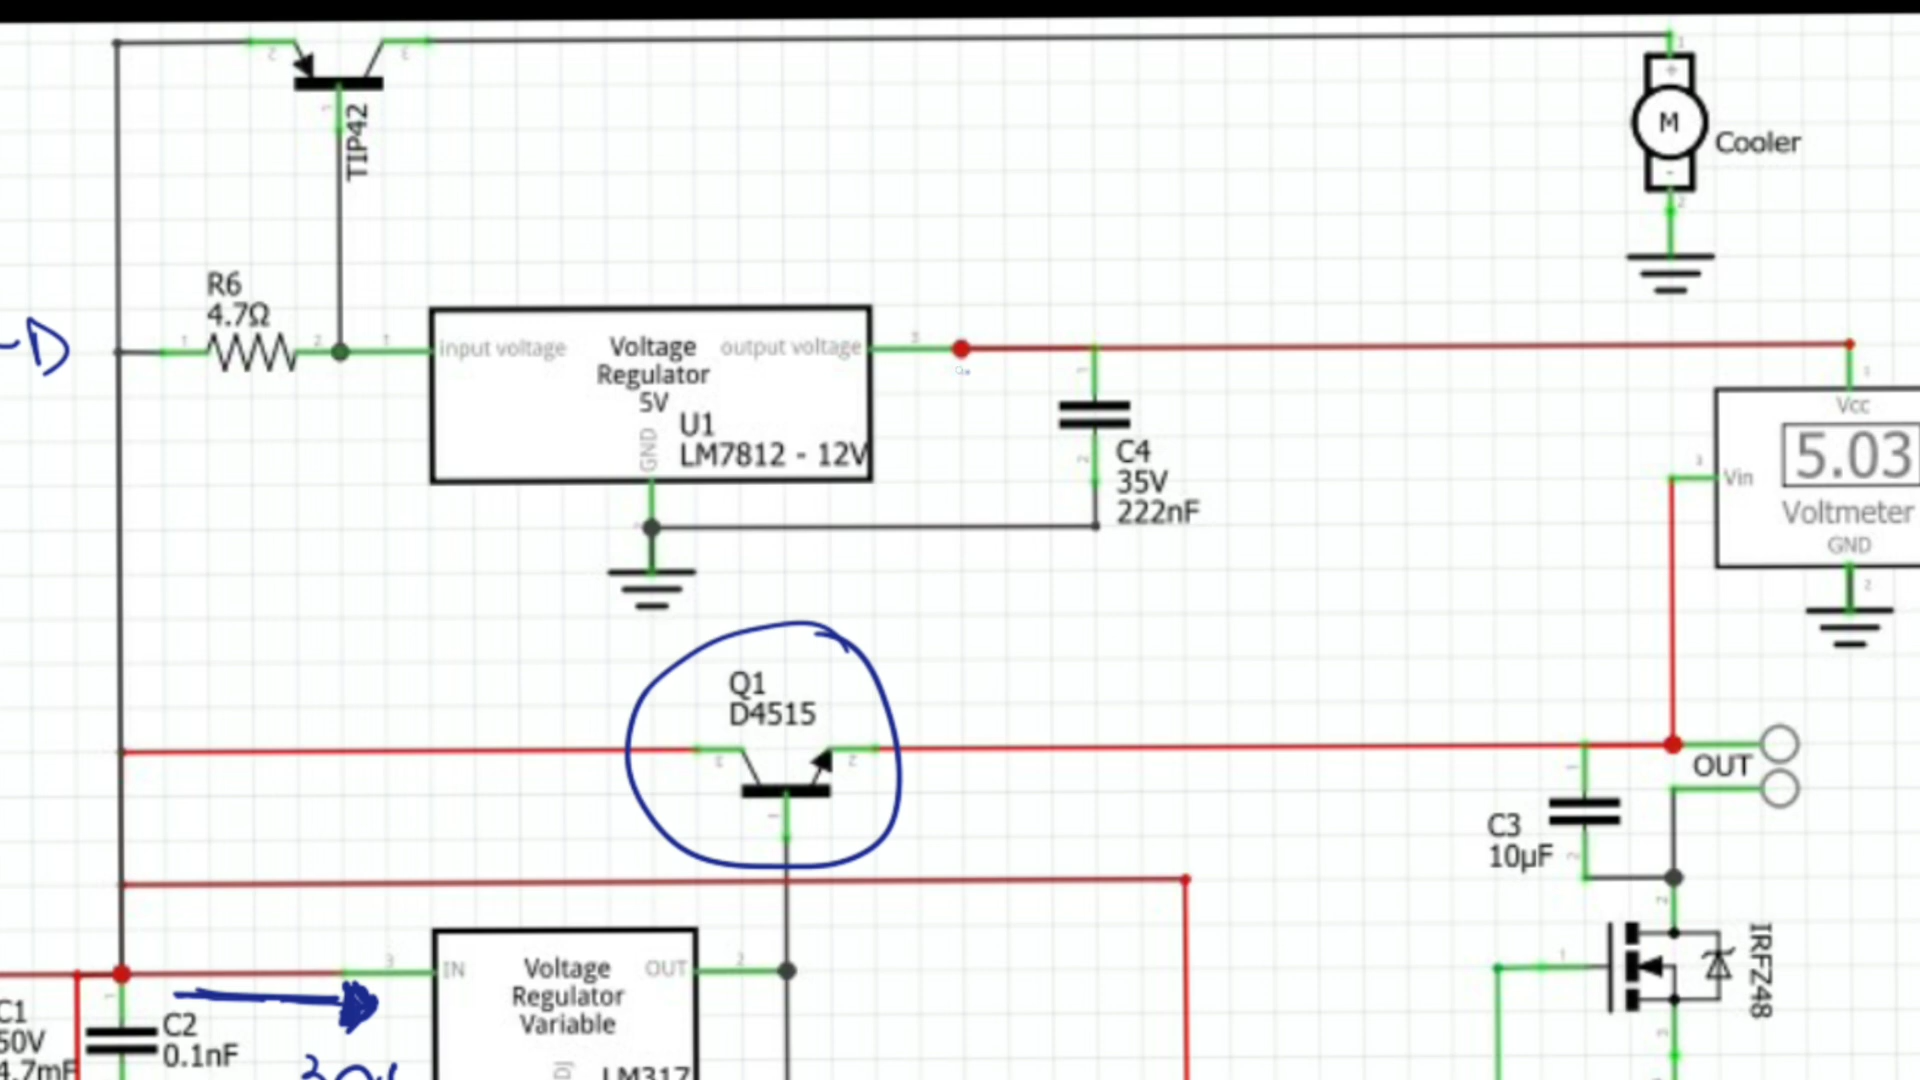 TIP42
M
Cooler
R6
4.7Ω
input voltage
Voltage
Regulator
5V
output voltage
U1
LM7812 - 12V
GND
C4
35V
222nF
Vcc
5.03
Vin
Voltmeter
GND
D
Q1
D4515
OUT
C3
10µF
IRFZ48
IN
Voltage
Regulator
Variable
OUT
LM317
C1
50V
4.7mF
C2
0.1nF